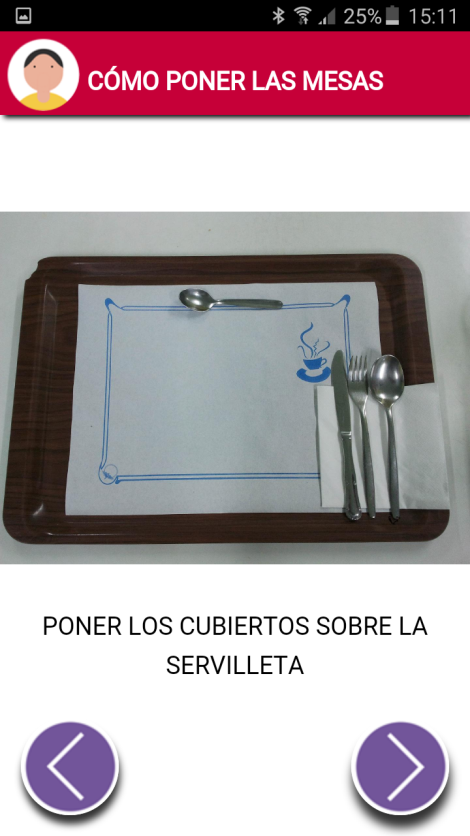 25% 15:11
CÓMO PONER LAS MESAS
PONER LOS CUBIERTOS SOBRE LA
SERVILLETA